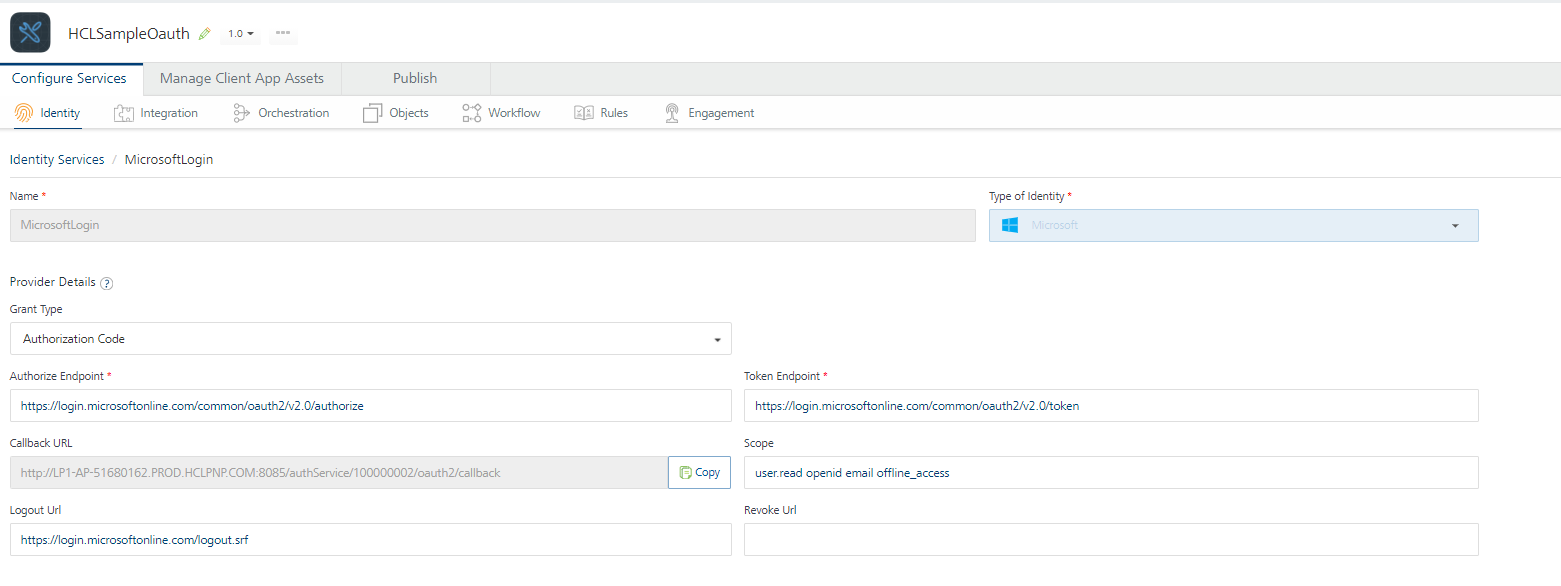 HCLSampleOauth 1.0
Configure Services Manage Client App Assets Publish
Identity Integration Orchestration Objects Workflow Rules Engagement
Identity Services / MicrosoftLogin
Name * Type of Identity *
MicrosoftLogin Microsoft
Provider Details ?
Grant Type
Authorization Code
Authorize Endpoint * Token Endpoint *
https://login.microsoftonline.com/common/oauth2/v2.0/authorize https://login.microsoftonline.com/common/oauth2/v2.0/token
Callback URL Scope
http://LP1-AP-51680162.PROD.HCLPNP.COM:8085/authService/100000002/oauth2/callback Copy user.read openid email offline_access
Logout Url Revoke Url
https://login.microsoftonline.com/logout.srf